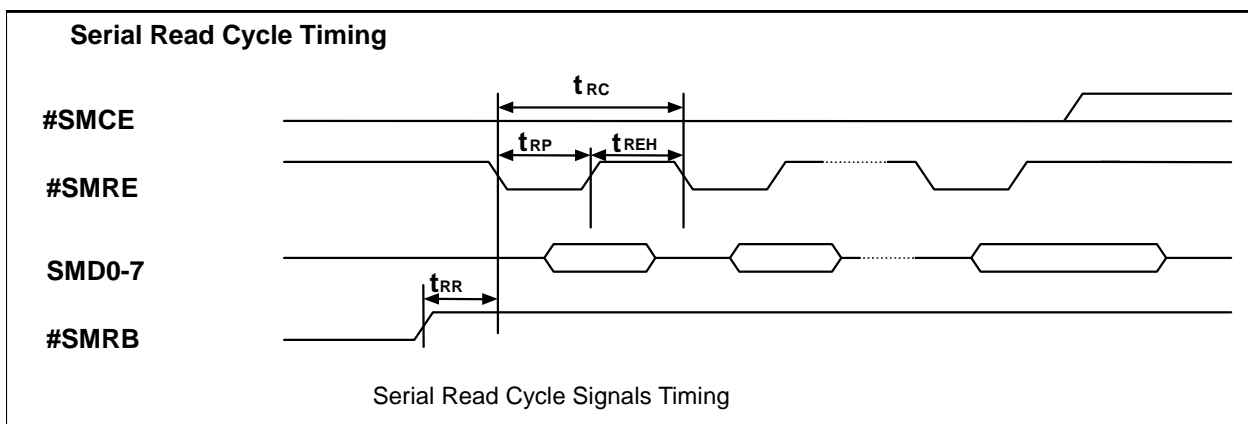 Serial Read Cycle Timing
tRC
#SMCE
tRP
tREH
#SMRE
SMD0-7
tRR
#SMRB
Serial Read Cycle Signals Timing